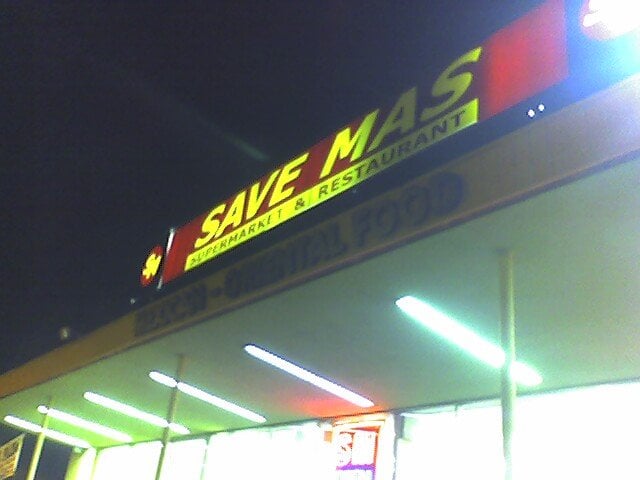 SAVE MAS
SUPERMARKET & RESTAURANT
ORIENTAL FOOD